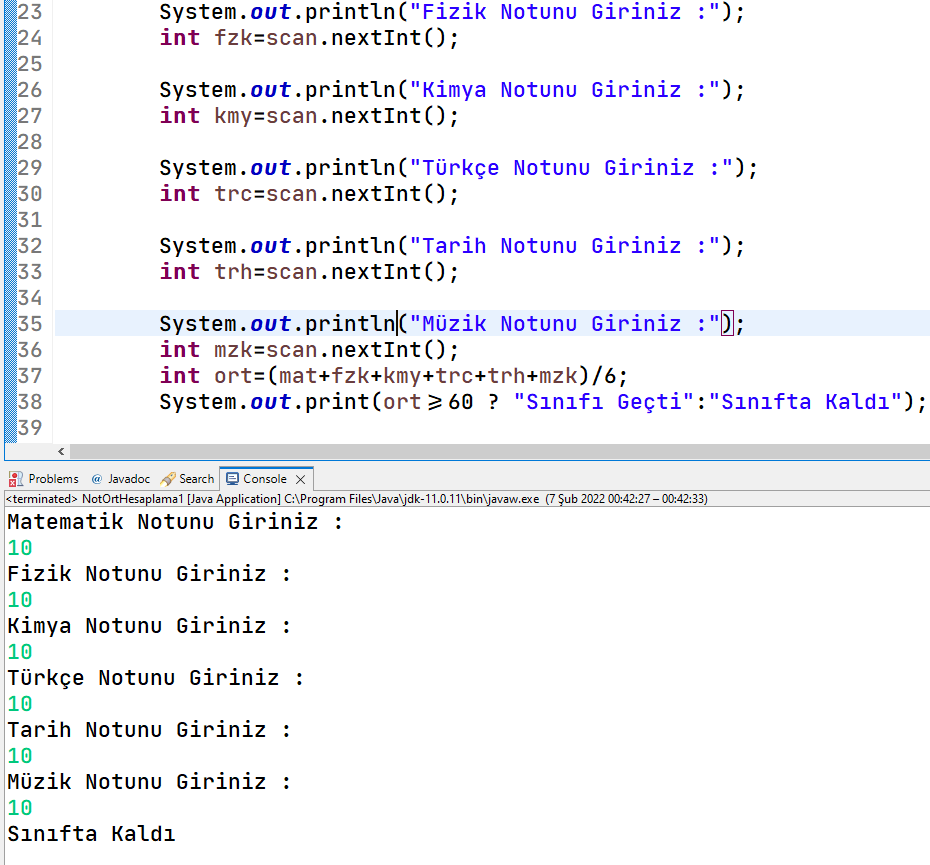 23 System.out.println("Fizik Notunu Giriniz :");
24 int fzk=scan.nextInt();
25
26 System.out.println("Kimya Notunu Giriniz :");
27 int kmy=scan.nextInt();
28
29 System.out.println("Türkçe Notunu Giriniz :");
30 int trc=scan.nextInt();
31
32 System.out.println("Tarih Notunu Giriniz :");
33 int trh=scan.nextInt();
34
35 System.out.println("Müzik Notunu Giriniz :");
36 int mzk=scan.nextInt();
37 int ort=(mat+fzk+kmy+trc+trh+mzk)/6;
38 System.out.print(ort⩾60 ? "Sınıfı Geçti":"Sınıfta Kaldı");
39
Problems @ Javadoc Search Console
<terminated> NotOrtHesaplama1 [Java Application] C:\Program Files\Java\jdk-11.0.11\bin\javaw.exe (7 Şub 2022 00:42:27 – 00:42:33)
Matematik Notunu Giriniz :
10
Fizik Notunu Giriniz :
10
Kimya Notunu Giriniz :
10
Türkçe Notunu Giriniz :
10
Tarih Notunu Giriniz :
10
Müzik Notunu Giriniz :
10
Sınıfta Kaldı